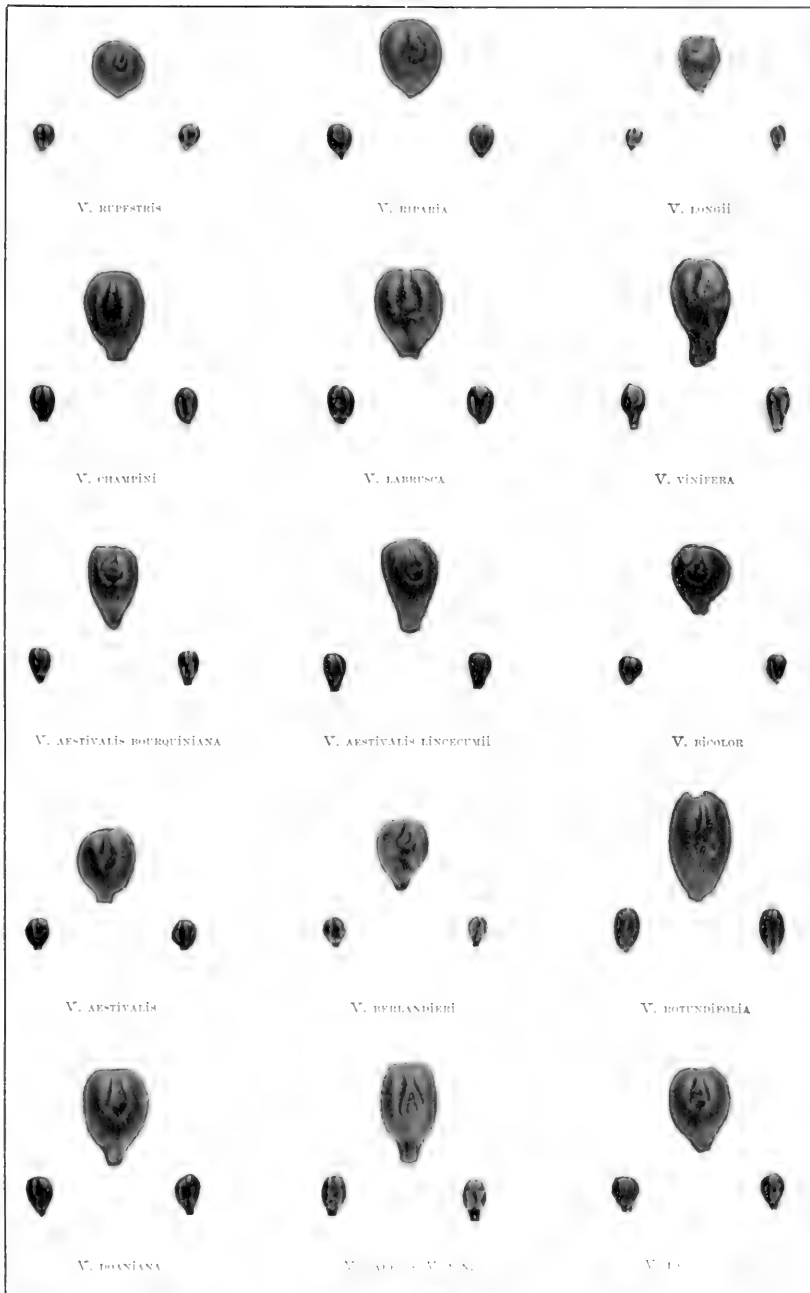 V. RUPESTRIS
V. RIPARIA
V. LONGII
V. CHAMPINI
V. LABRUSCA
V. VINIFERA
V. AESTIVALIS BOURQUINIANA
V. AESTIVALIS LINCECUMII
V. BICOLOR
V. AESTIVALIS
V. BERLANDIERI
V. ROTUNDIFOLIA
V. DOANIANA
V.
V.